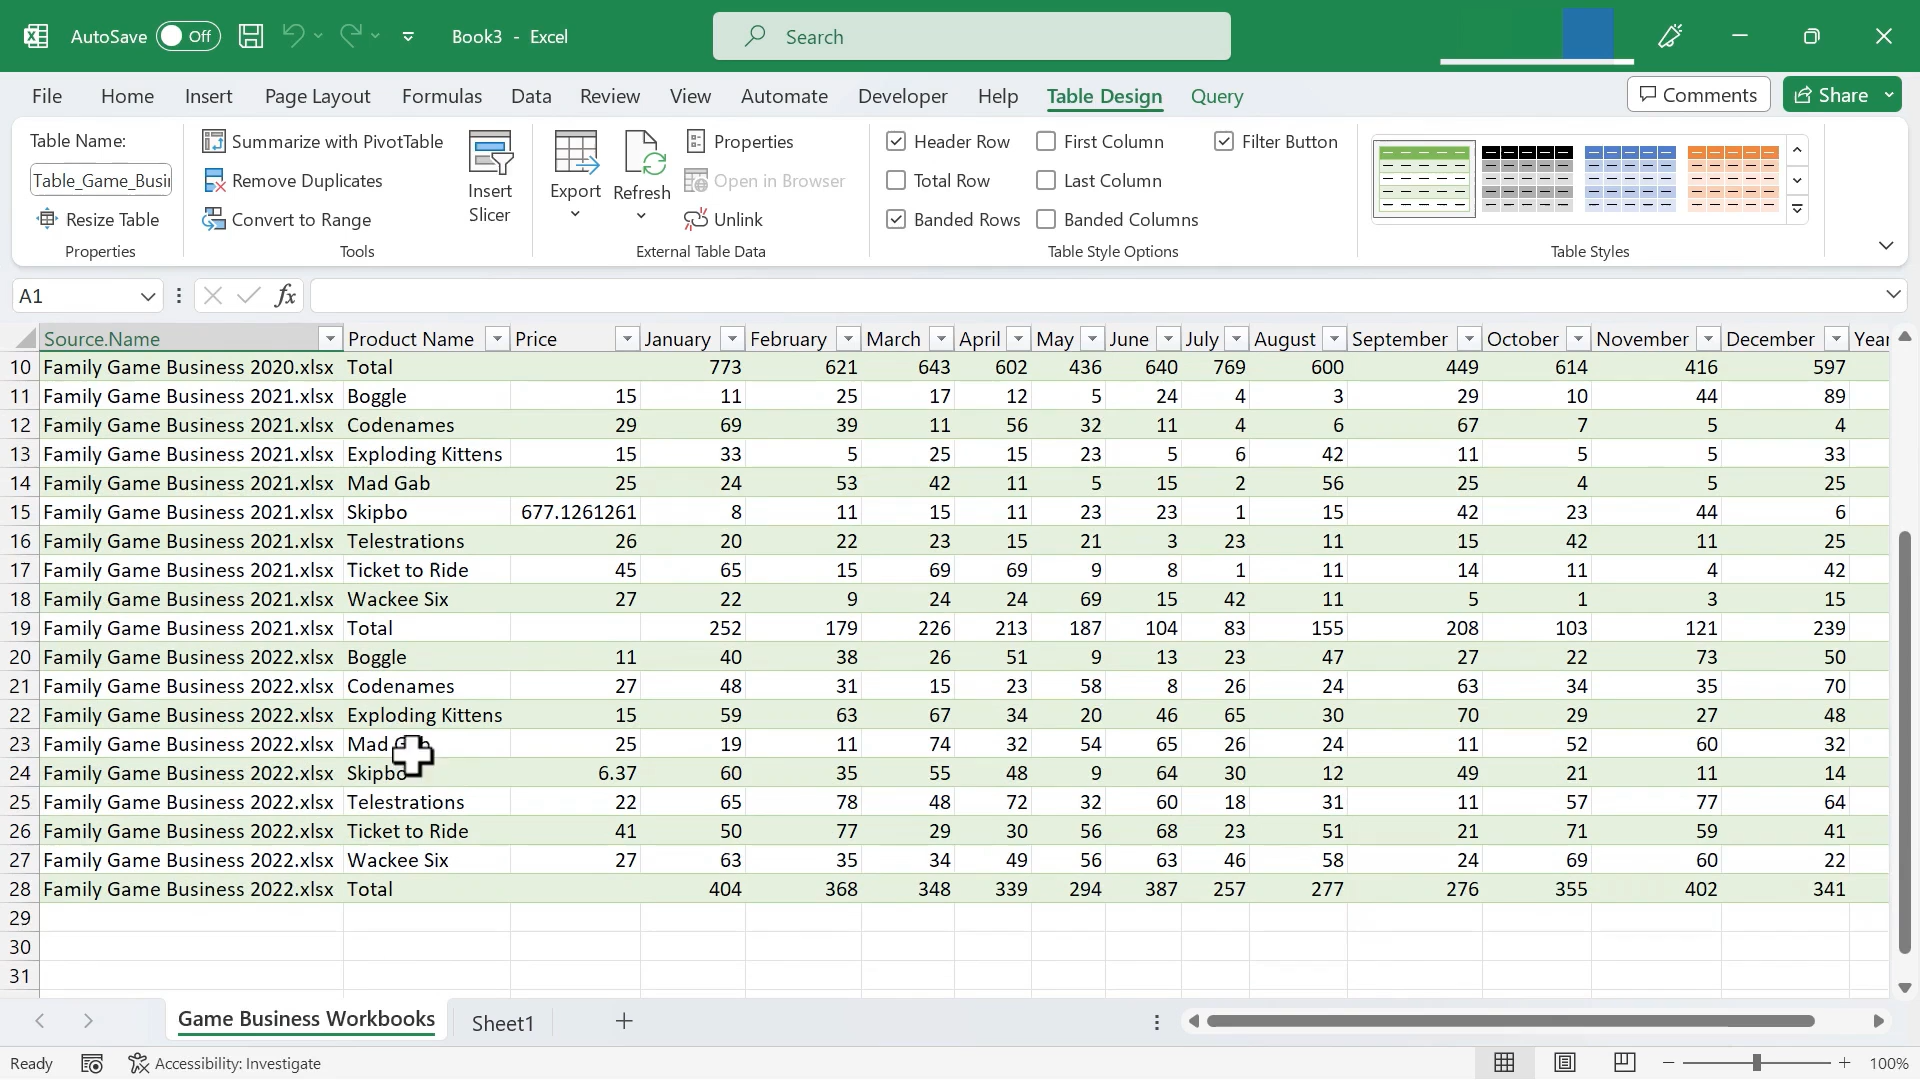 AutoSave Off Book3 - Excel Search
File Home Insert Page Layout Formulas Data Review View Automate Developer Help Table Design Query Comments Share
Table Name:
Table_Game_Busi
Resize Table
Properties
Summarize with PivotTable
Remove Duplicates
Convert to Range
Tools
Insert
Slicer
Export
Refresh
Properties
Open in Browser
Unlink
External Table Data
Header Row First Column Filter Button
Total Row Last Column
Banded Rows Banded Columns
Table Style Options
Table Styles
A1 fx
Source.Name Product Name Price January February March April May June July August September October November December Year
10 Family Game Business 2020.xlsx Total 773 621 643 602 436 640 769 600 449 614 416 597
11 Family Game Business 2021.xlsx Boggle 15 11 25 17 12 5 24 4 3 29 10 44 89
12 Family Game Business 2021.xlsx Codenames 29 69 39 11 56 32 11 4 6 67 7 5 4
13 Family Game Business 2021.xlsx Exploding Kittens 15 33 5 25 15 23 5 6 42 11 5 5 33
14 Family Game Business 2021.xlsx Mad Gab 25 24 53 42 11 5 15 2 56 25 4 5 25
15 Family Game Business 2021.xlsx Skipbo 677.1261261 8 11 15 11 23 23 1 15 42 23 44 6
16 Family Game Business 2021.xlsx Telestrations 26 20 22 23 15 21 3 23 11 15 42 11 25
17 Family Game Business 2021.xlsx Ticket to Ride 45 65 15 69 69 9 8 1 11 14 11 4 42
18 Family Game Business 2021.xlsx Wackee Six 27 22 9 24 24 69 15 42 11 5 1 3 15
19 Family Game Business 2021.xlsx Total 252 179 226 213 187 104 83 155 208 103 121 239
20 Family Game Business 2022.xlsx Boggle 11 40 38 26 51 9 13 23 47 27 22 73 50
21 Family Game Business 2022.xlsx Codenames 27 48 31 15 23 58 8 26 24 63 34 35 70
22 Family Game Business 2022.xlsx Exploding Kittens 15 59 63 67 34 20 46 65 30 70 29 27 48
23 Family Game Business 2022.xlsx Mad Gab 25 19 11 74 32 54 65 26 24 11 52 60 32
24 Family Game Business 2022.xlsx Skipbo 6.37 60 35 55 48 9 64 30 12 49 21 11 14
25 Family Game Business 2022.xlsx Telestrations 22 65 78 48 72 32 60 18 31 11 57 77 64
26 Family Game Business 2022.xlsx Ticket to Ride 41 50 77 29 30 56 68 23 51 21 71 59 41
27 Family Game Business 2022.xlsx Wackee Six 27 63 35 34 49 56 63 46 58 24 69 60 22
28 Family Game Business 2022.xlsx Total 404 368 348 339 294 387 257 277 276 355 402 341
29
30
31
Game Business Workbooks Sheet1
Ready Accessibility: Investigate 100%